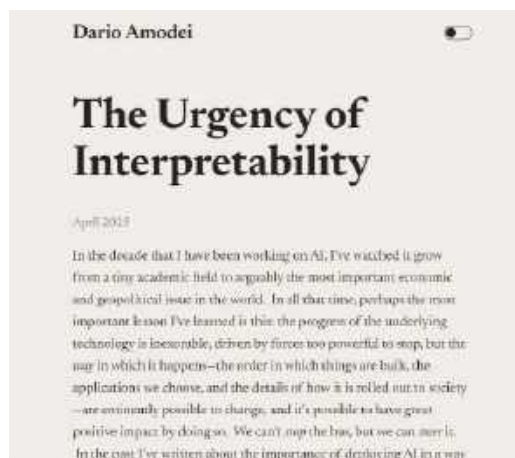 Dario Amodei
The Urgency of
Interpretability
April 2025
In the decade that I have been working on AI, I've watched it grow
from a tiny academic field to arguably the most important economic
and geopolitical issue in the world. In all that time, perhaps the most
important lesson I've learned is this: the progress of the underlying
technology is inexorable, driven by forces too powerful to stop, but the
way in which it happens—the order in which things are built, the
applications we choose, and the details of how it is rolled out to society
—are eminently possible to change, and it's possible to have great
positive impact by doing so. We can't stop the bus, but we can steer it.
In the past I've written about the importance of deploying AI in a way